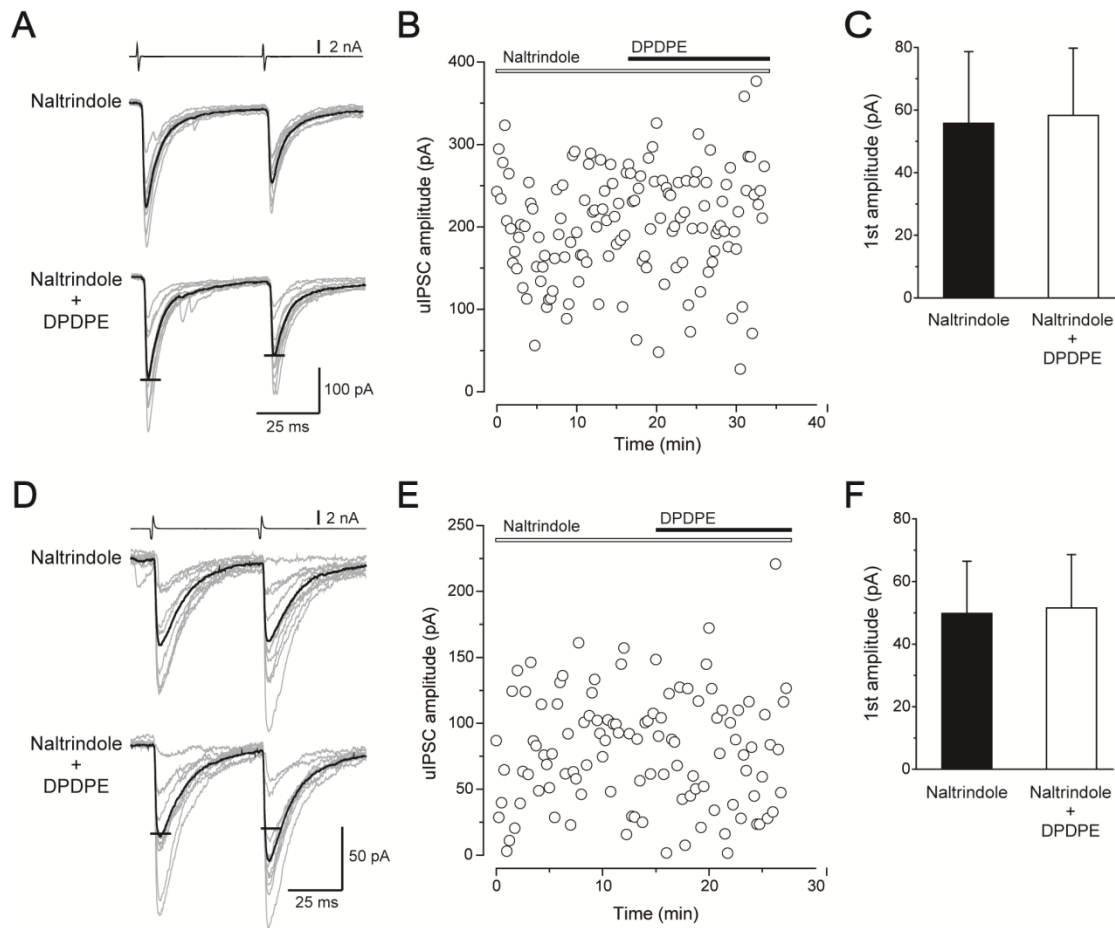 A
2 nA
Naltrindole
Naltrindole
+
DPDPE
100 pA
25 ms
B
Naltrindole
DPDPE
uIPSC amplitude (pA)
400
300
200
100
0
0 10 20 30 40
Time (min)
C
1st amplitude (pA)
80
60
40
20
0
Naltrindole
Naltrindole
+
DPDPE
D
2 nA
Naltrindole
Naltrindole
+
DPDPE
50 pA
25 ms
E
Naltrindole
DPDPE
uIPSC amplitude (pA)
250
200
150
100
50
0
0 10 20 30
Time (min)
F
1st amplitude (pA)
80
60
40
20
0
Naltrindole
Naltrindole
+
DPDPE